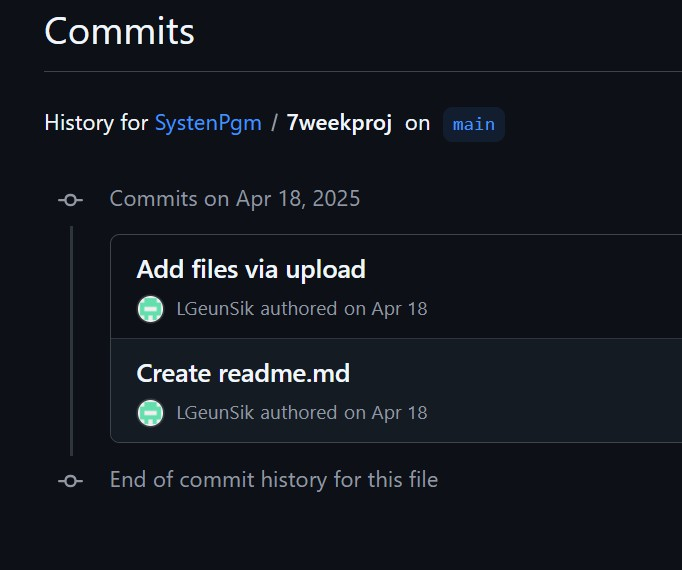 Commits
History for SystenPgm / 7weekproj on main
Commits on Apr 18, 2025
Add files via upload
LGeunSik authored on Apr 18
Create readme.md
LGeunSik authored on Apr 18
End of commit history for this file